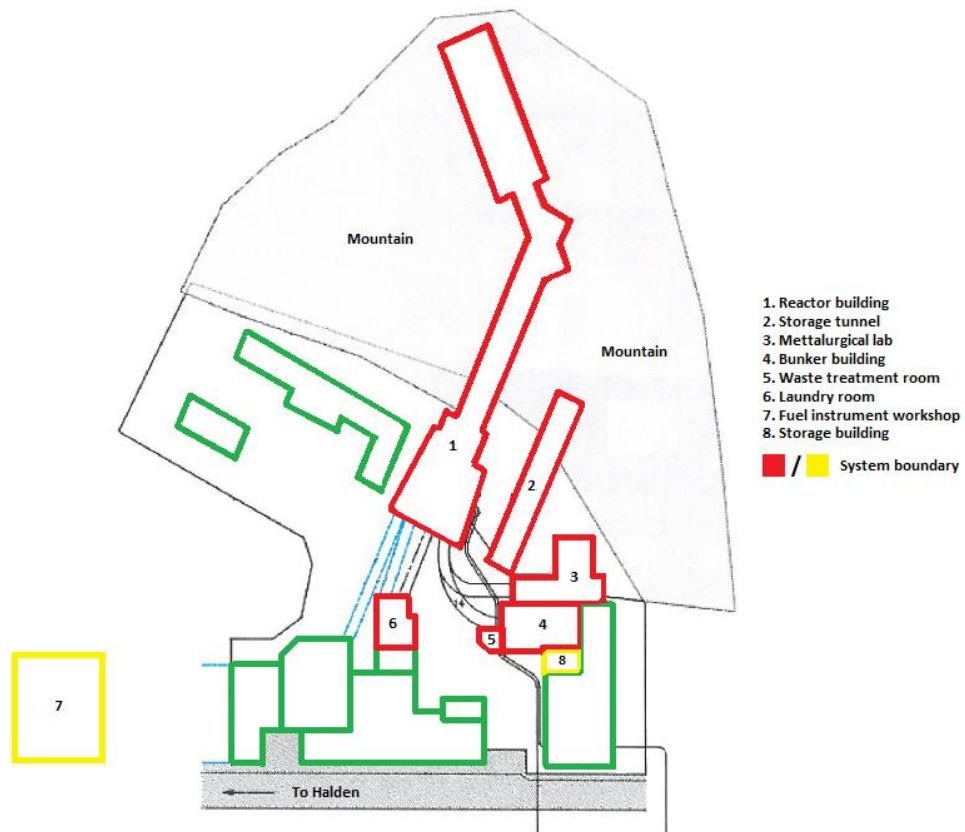 Mountain
Mountain
1. Reactor building
2. Storage tunnel
3. Mettalurgical lab
4. Bunker building
5. Waste treatment room
6. Laundry room
7. Fuel instrument workshop
8. Storage building
/ System boundary
1
2
3
4
5
6
7
8
To Halden